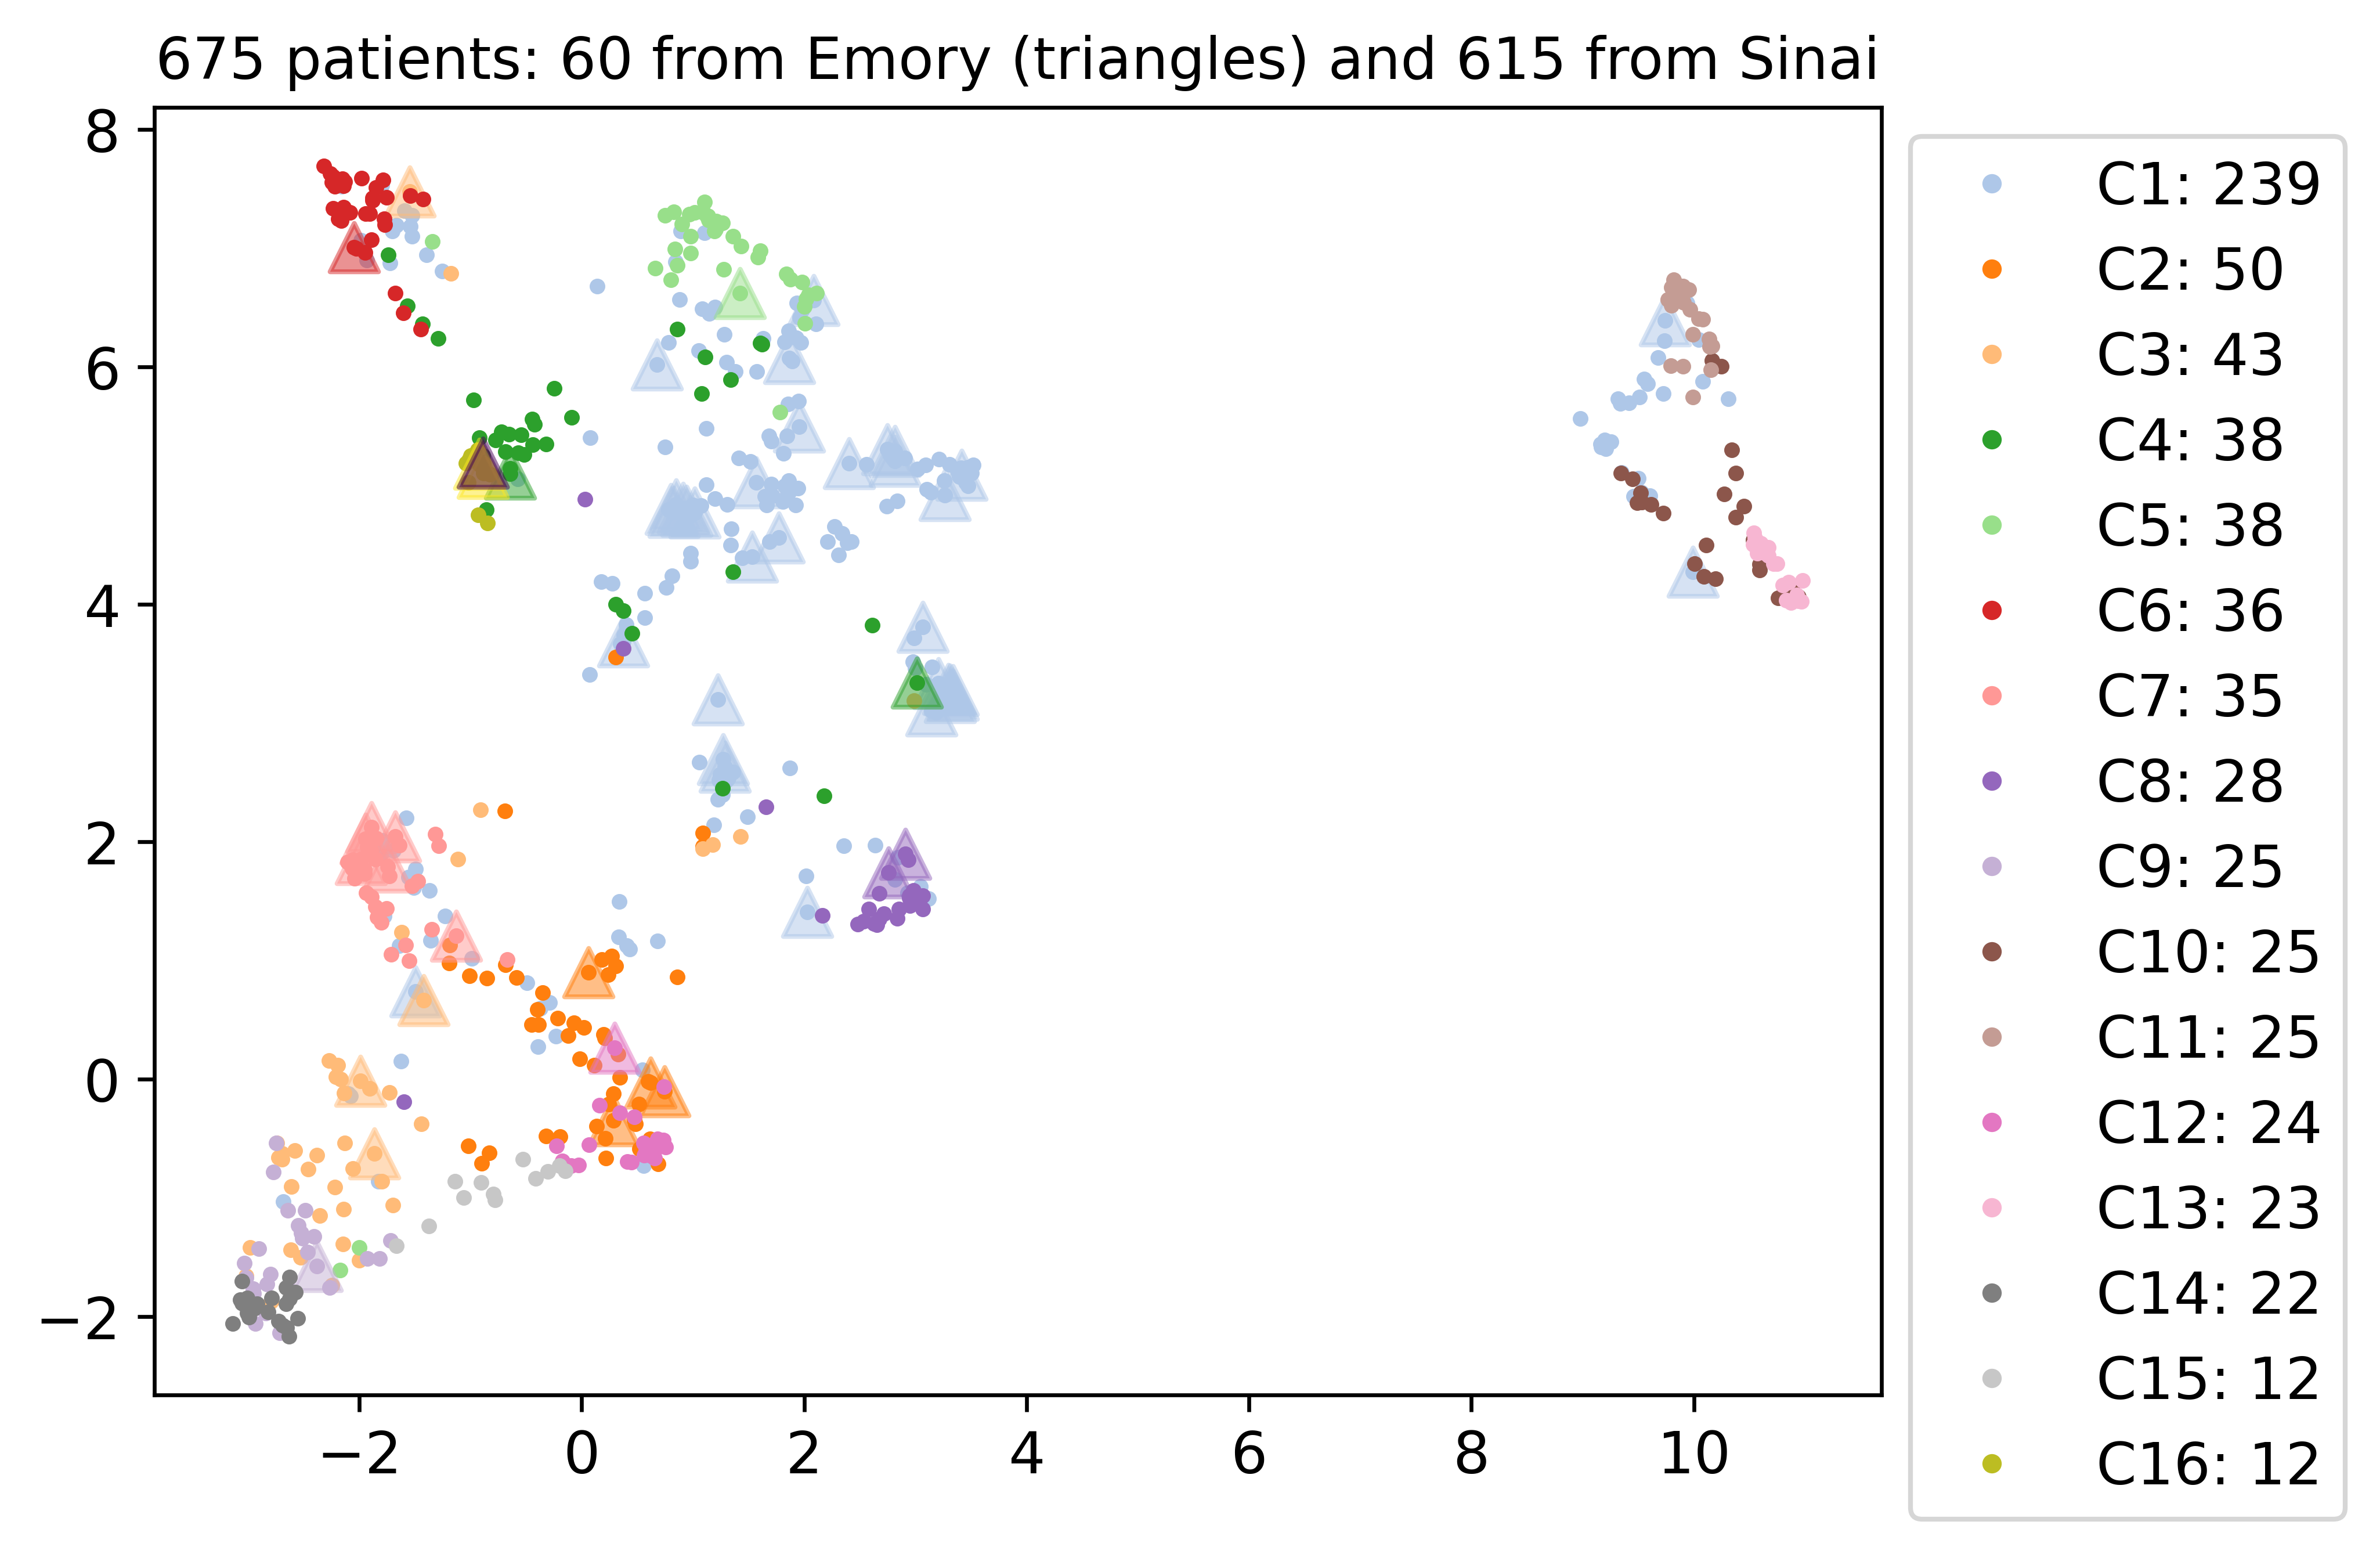 675 patients: 60 from Emory (triangles) and 615 from Sinai
8
6
4
2
0
−2
−2
0
2
4
6
8
10
C1: 239
C2: 50
C3: 43
C4: 38
C5: 38
C6: 36
C7: 35
C8: 28
C9: 25
C10: 25
C11: 25
C12: 24
C13: 23
C14: 22
C15: 12
C16: 12